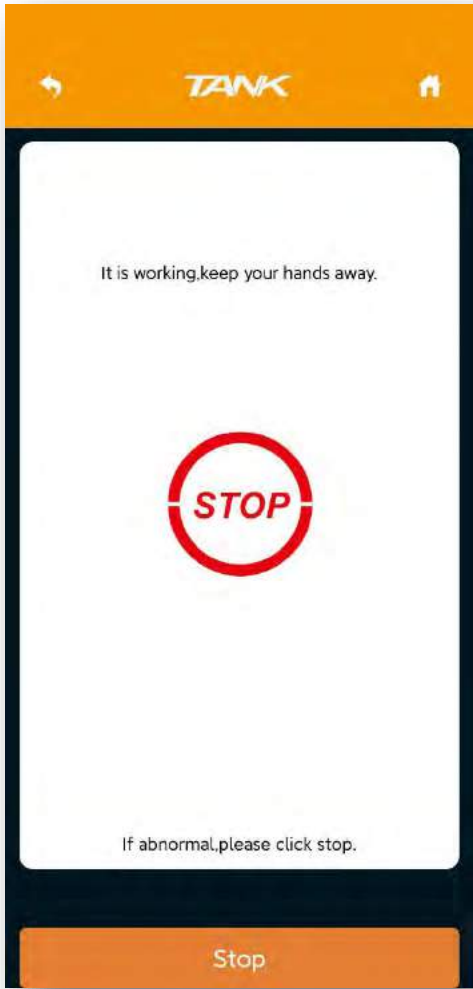 TANK
It is working,keep your hands away.
STOP
If abnormal,please click stop.
Stop